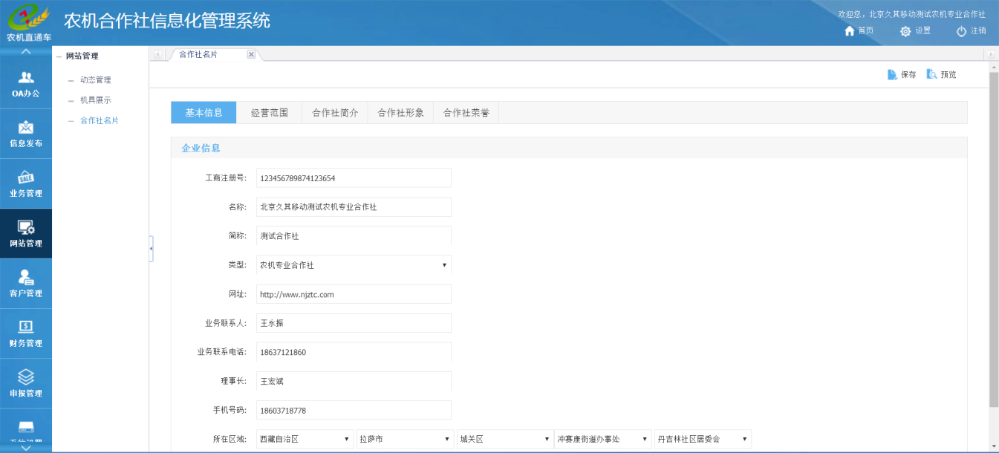 农机直通车
农机合作社信息化管理系统
欢迎您，北京久其移动测试农机专业合作社
首页 设置 注销
OA办公
信息发布
业务管理
网站管理
客户管理
财务管理
申报管理
网站管理
动态管理
机具展示
合作社名片
合作社名片
保存 预览
基本信息 经营范围 合作社简介 合作社形象 合作社荣誉
企业信息
工商注册号: 123456789874123654
名称: 北京久其移动测试农机专业合作社
简称: 测试合作社
类型: 农机专业合作社
网址: http://www.njztc.com
业务联系人: 王永振
业务联系电话: 18637121860
理事长: 王宏斌
手机号码: 18603718778
所在区域: 西藏自治区 拉萨市 城关区 冲赛康街道办事处 丹吉林社区居委会